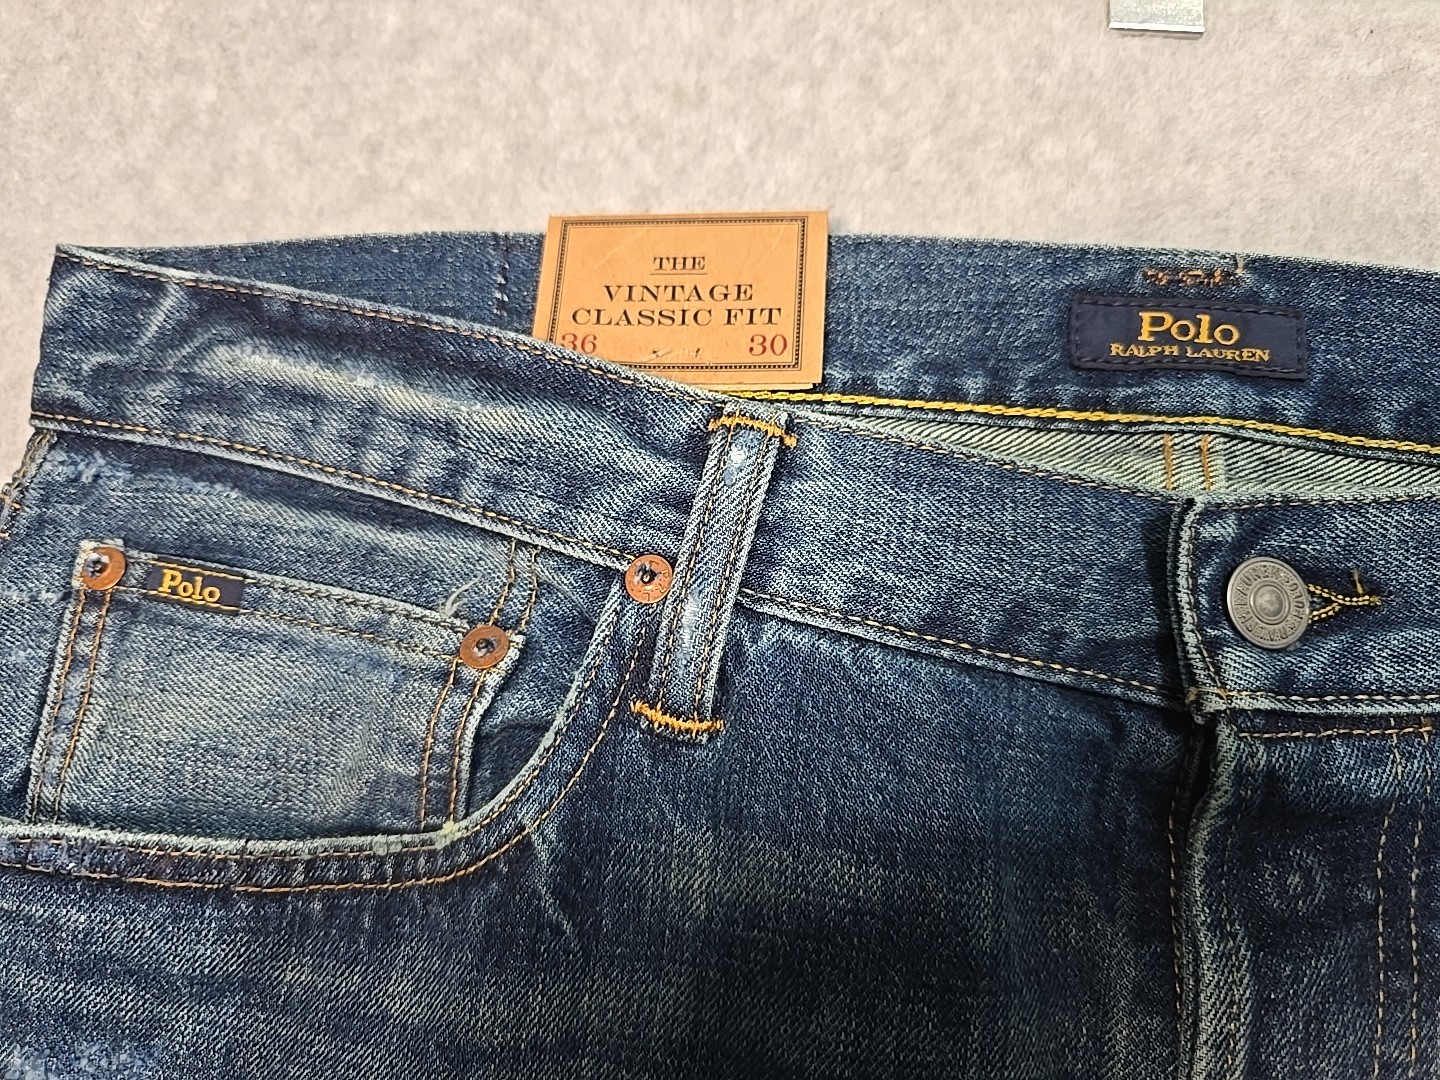 THE
VINTAGE
CLASSIC FIT
36 30
Polo
RALPH LAUREN
Polo